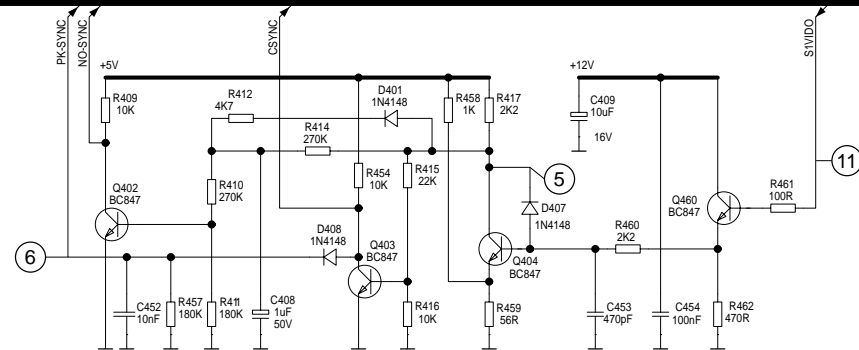 PK-SYNC
NO-SYNC
CSYNC
S1VIDO
+5V
+12V
R409
10K
R412
4K7
D401
1N4148
R458
1K
R417
2K2
C409
10uF
16V
R414
270K
R454
10K
R415
22K
5
11
R461
100R
Q402
BC847
R410
270K
D407
1N4148
Q460
BC847
D408
1N4148
Q403
BC847
Q404
BC847
R460
2K2
6
C452
10nF
R457
180K
R411
180K
C408
1uF
50V
R416
10K
R459
56R
C453
470pF
C454
100nF
R462
470R